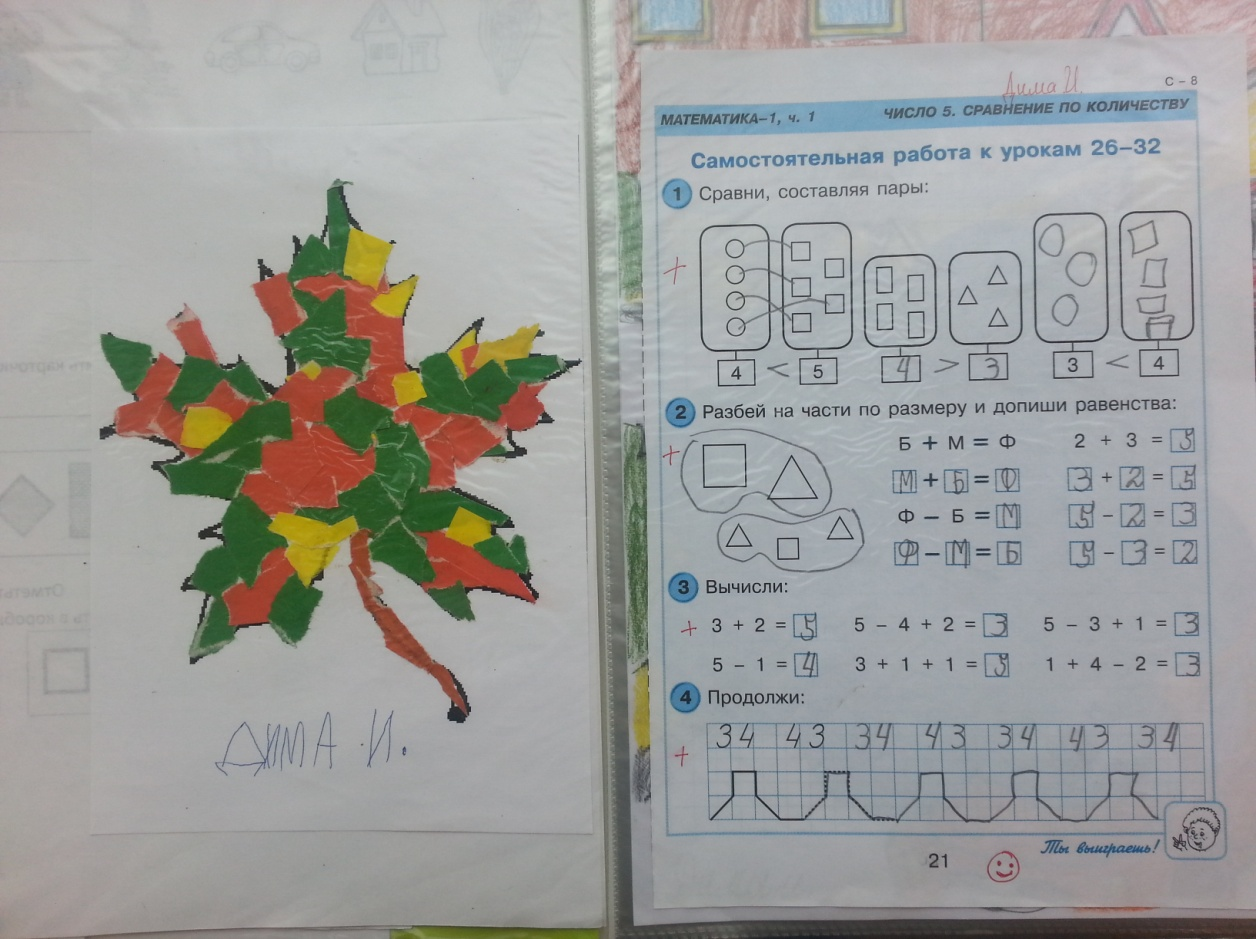 ДИМА И.
Дима И.
С – 8
МАТЕМАТИКА–1, ч. 1 ЧИСЛО 5. СРАВНЕНИЕ ПО КОЛИЧЕСТВУ
Самостоятельная работа к урокам 26–32
1 Сравни, составляя пары:
+
4 < 5 4 > 3 3 < 4
2 Разбей на части по размеру и допиши равенства:
+
Б + М = Ф 2 + 3 = 5
М + Б = Ф 3 + 2 = 5
Ф – Б = М 5 – 2 = 3
Ф – М = Б 5 – 3 = 2
3 Вычисли:
+ 3 + 2 = 5 5 – 4 + 2 = 3 5 – 3 + 1 = 3
5 – 1 = 4 3 + 1 + 1 = 5 1 + 4 – 2 = 3
4 Продолжи:
+
34 43 34 43 34 43 34
Ты выиграешь!
21